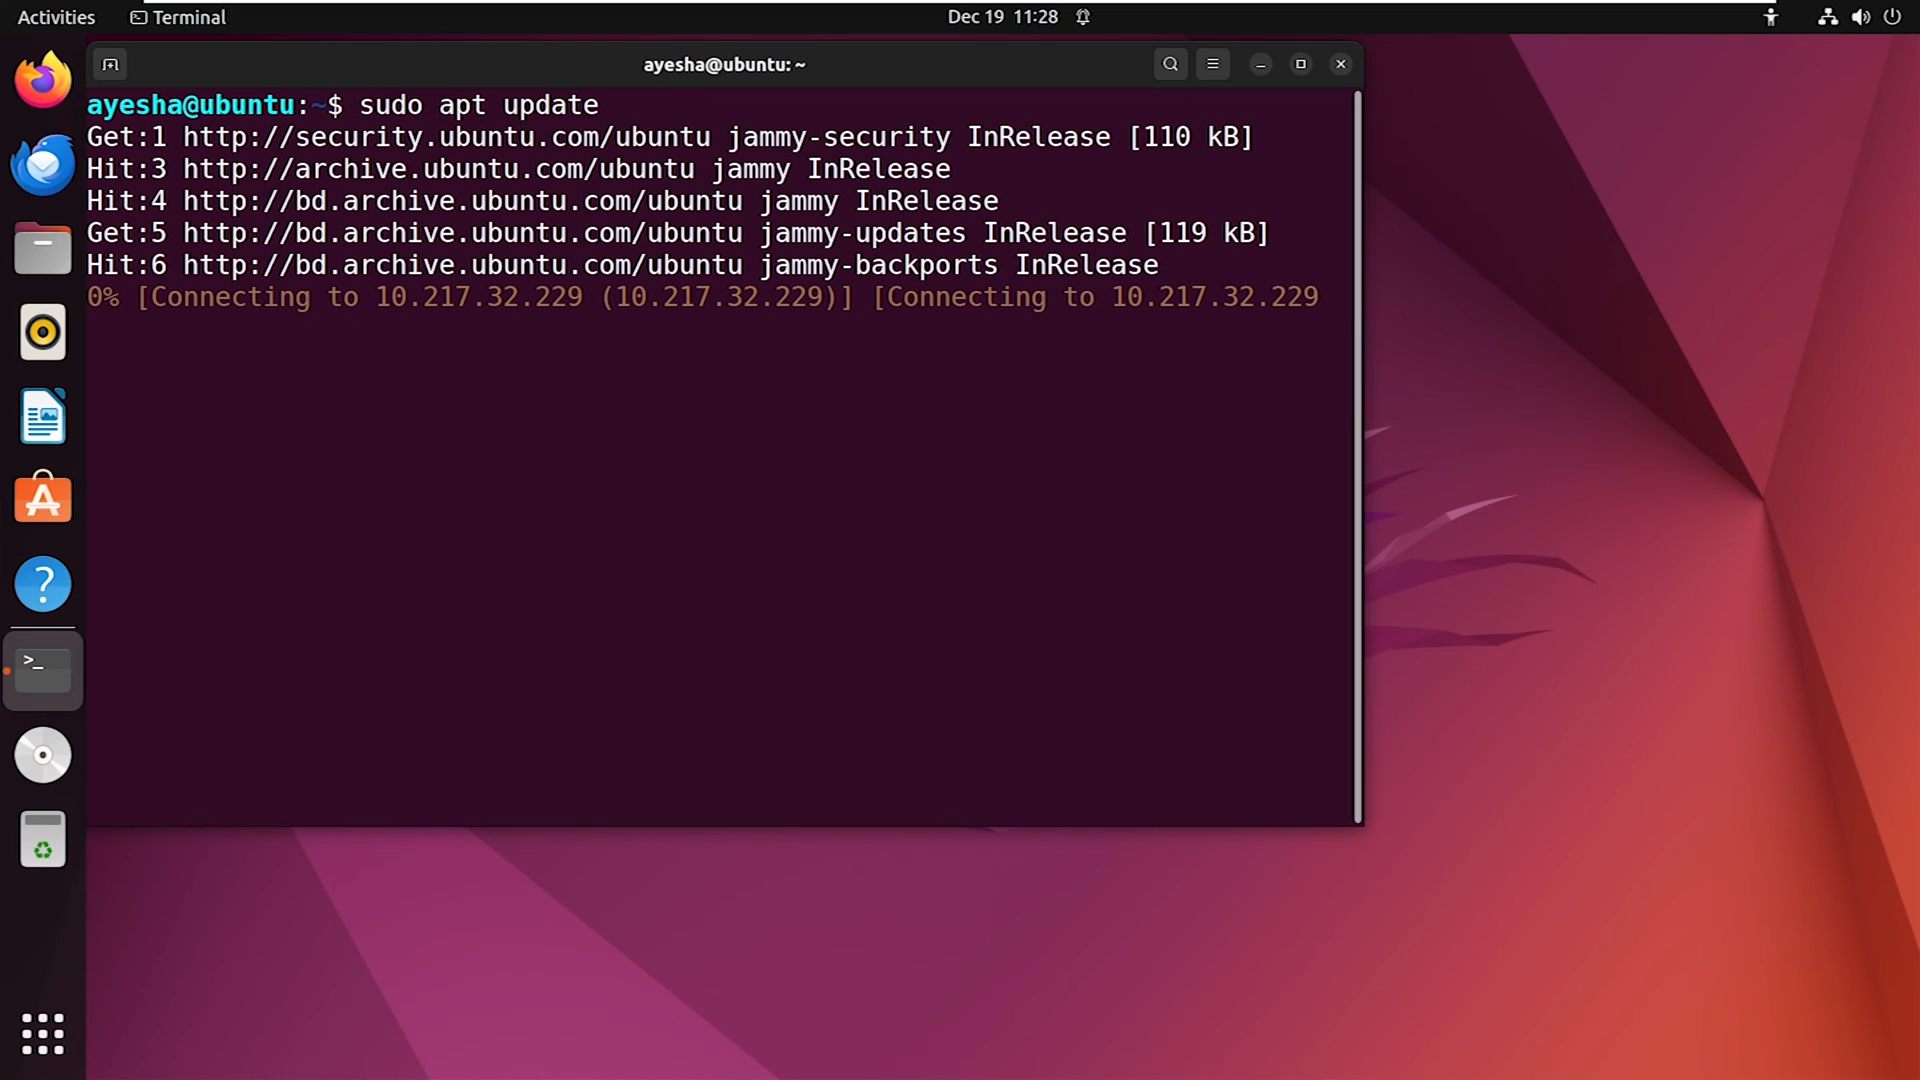 Activities Terminal Dec 19 11:28
ayesha@ubuntu: ~
ayesha@ubuntu:~$ sudo apt update
Get:1 http://security.ubuntu.com/ubuntu jammy-security InRelease [110 kB]
Hit:3 http://archive.ubuntu.com/ubuntu jammy InRelease
Hit:4 http://bd.archive.ubuntu.com/ubuntu jammy InRelease
Get:5 http://bd.archive.ubuntu.com/ubuntu jammy-updates InRelease [119 kB]
Hit:6 http://bd.archive.ubuntu.com/ubuntu jammy-backports InRelease
0% [Connecting to 10.217.32.229 (10.217.32.229)] [Connecting to 10.217.32.229